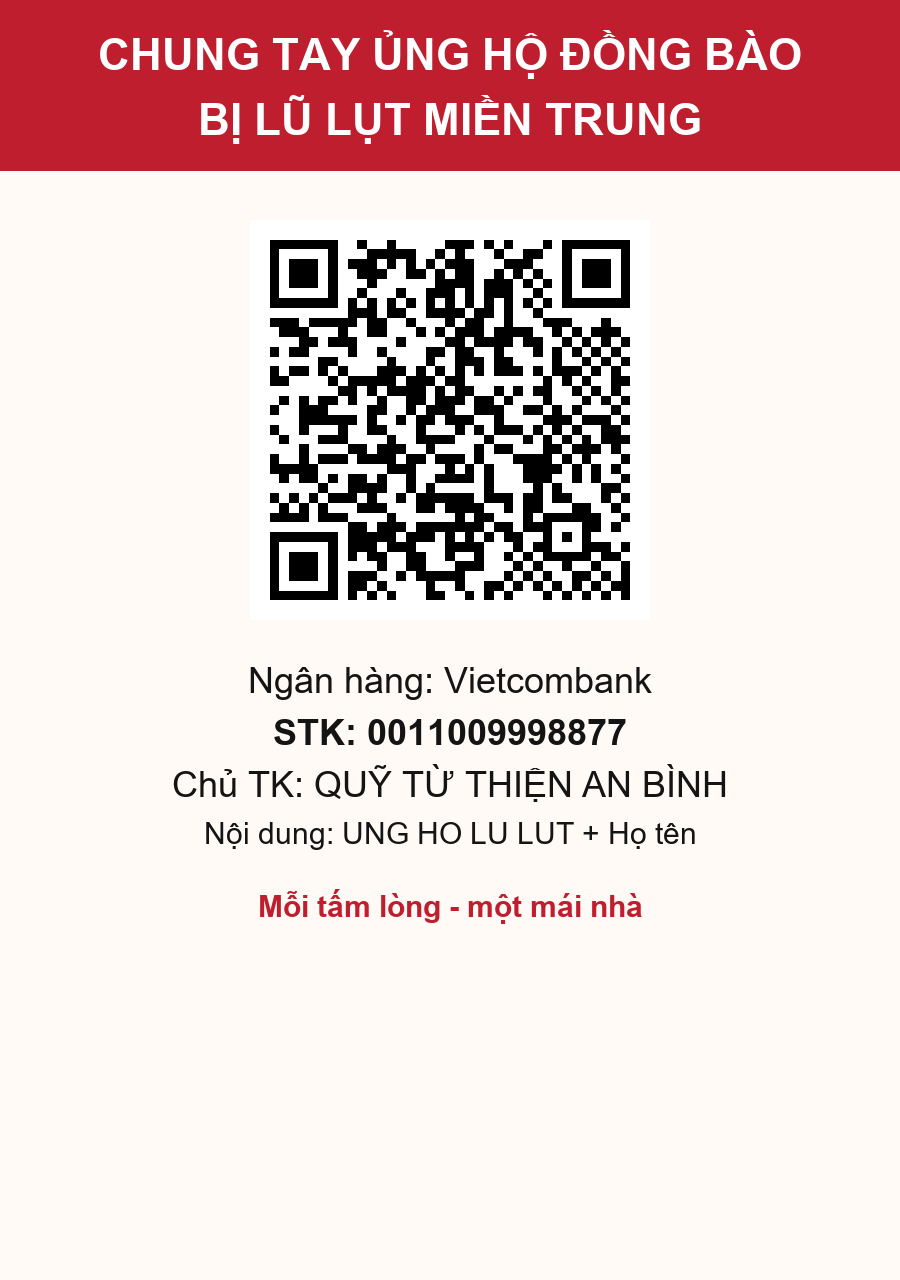 CHUNG TAY ỦNG HỘ ĐỒNG BÀO
BỊ LŨ LỤT MIỀN TRUNG
Ngân hàng: Vietcombank
STK: 0011009998877
Chủ TK: QUỸ TỪ THIỆN AN BÌNH
Nội dung: UNG HO LU LUT + Họ tên
Mỗi tấm lòng - một mái nhà